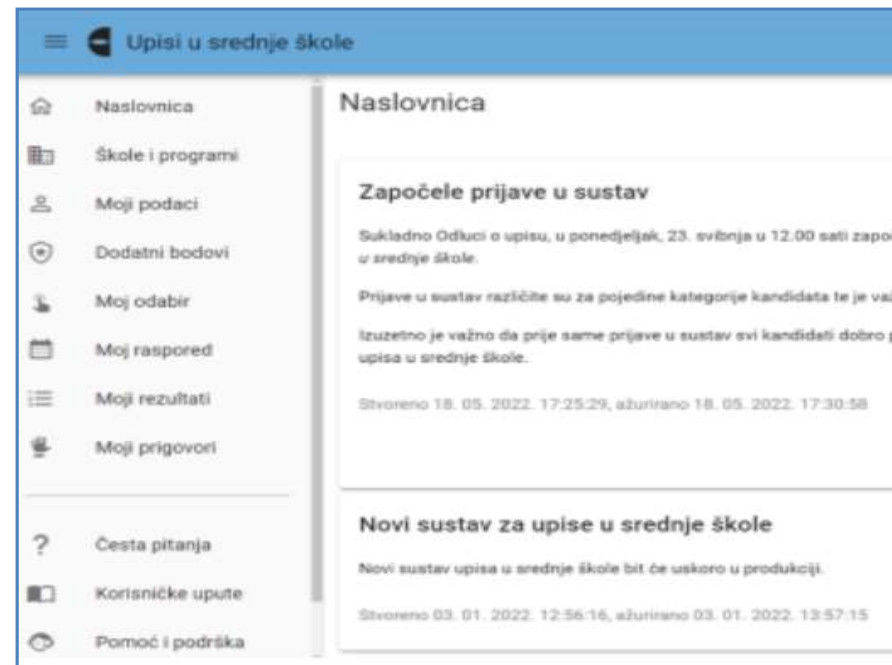 Upisi u srednje škole
Naslovnica
Škole i programi
Moji podaci
Dodatni bodovi
Moj odabir
Moj raspored
Moji rezultati
Moji prigovori
Česta pitanja
Korisničke upute
Pomoć i podrška
Naslovnica
Započele prijave u sustav
Sukladno Odluci o upisu, u ponedjeljak, 23. svibnja u 12.00 sati zapo
u srednje škole.
Prijave u sustav različite su za pojedine kategorije kandidata te je va
Izuzetno je važno da prije same prijave u sustav svi kandidati dobro p
upisa u srednje škole.
Stvoreno 18. 05. 2022. 17:25:29, ažurirano 18. 05. 2022. 17:30:58
Novi sustav za upise u srednje škole
Novi sustav upisa u srednje škole bit će uskoro u produkciji.
Stvoreno 03. 01. 2022. 12:56:16, ažurirano 03. 01. 2022. 13:57:15